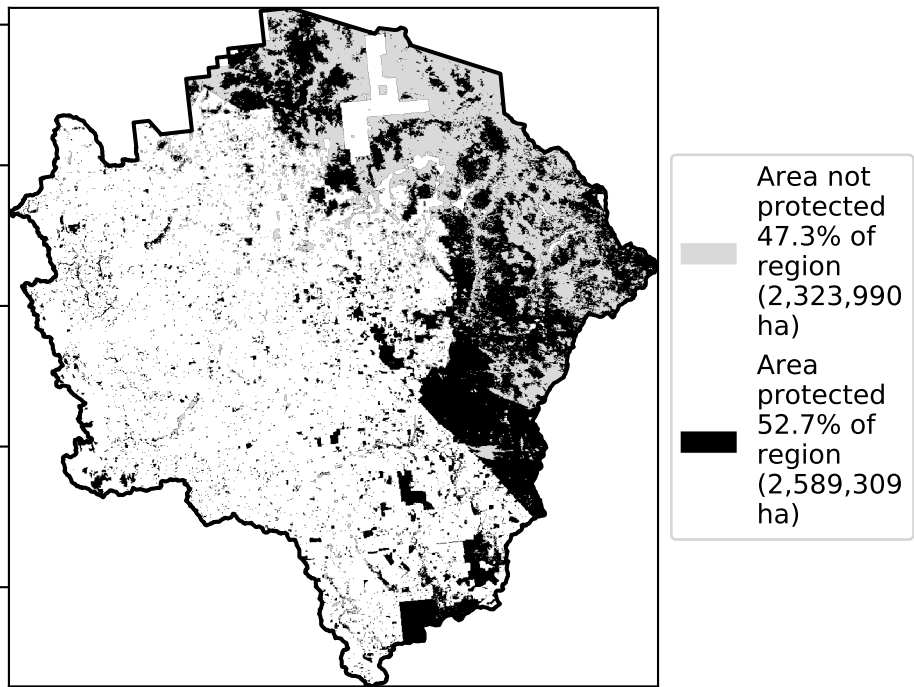 Area not
protected
47.3% of
region
(2,323,990
ha)
Area
protected
52.7% of
region
(2,589,309
ha)